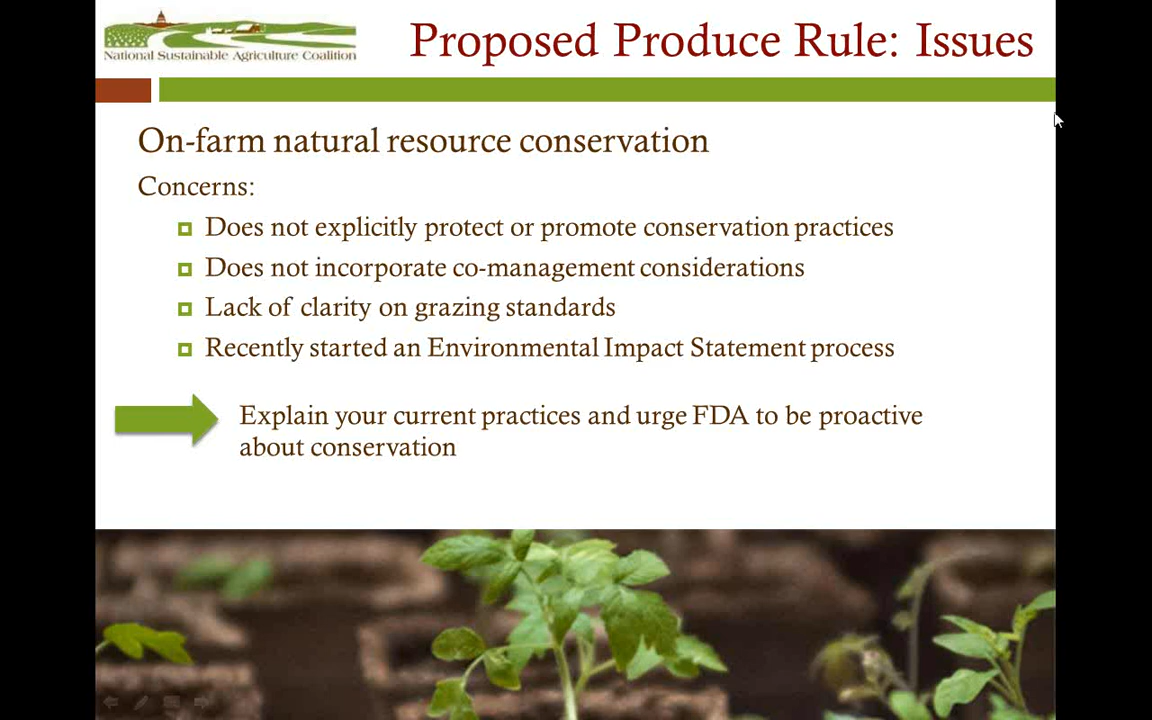 National Sustainable Agriculture Coalition
Proposed Produce Rule: Issues
On-farm natural resource conservation
Concerns:
Does not explicitly protect or promote conservation practices
Does not incorporate co-management considerations
Lack of clarity on grazing standards
Recently started an Environmental Impact Statement process
Explain your current practices and urge FDA to be proactive
about conservation